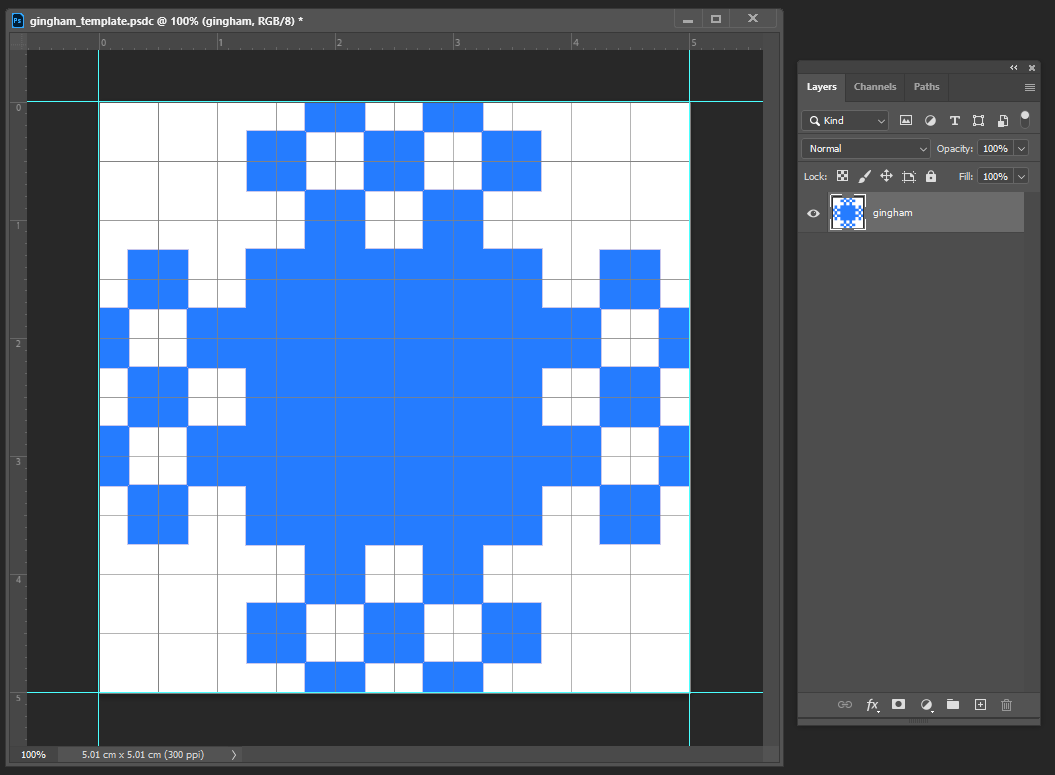 Ps gingham_template.psdc @ 100% (gingham, RGB/8) *
0 1 2 3 4 5
0
1
2
3
4
5
100% 5.01 cm x 5.01 cm (300 ppi)
Layers Channels Paths
Kind
Normal Opacity: 100%
Lock: Fill: 100%
gingham
fx